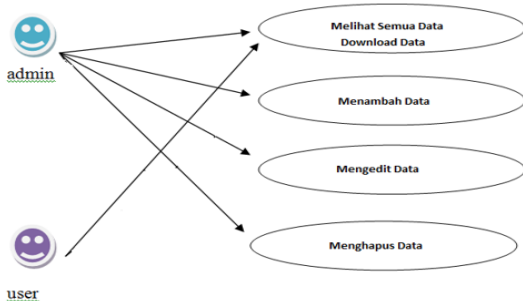 Melihat Semua Data
Download Data
admin
Menambah Data
Mengedit Data
Menghapus Data
user